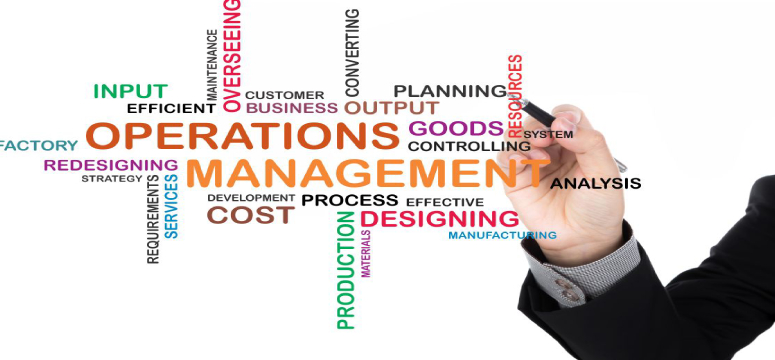 MAINTENANCE
OVERSEEING
CONVERTING
INPUT
CUSTOMER
PLANNING
RESOURCES
EFFICIENT
BUSINESS
OUTPUT
FACTORY
OPERATIONS
GOODS
SYSTEM
CONTROLLING
REDESIGNING
MANAGEMENT
STRATEGY
REQUIREMENTS
SERVICES
ANALYSIS
DEVELOPMENT
PROCESS
EFFECTIVE
COST
PRODUCTION
MATERIALS
DESIGNING
MANUFACTURING